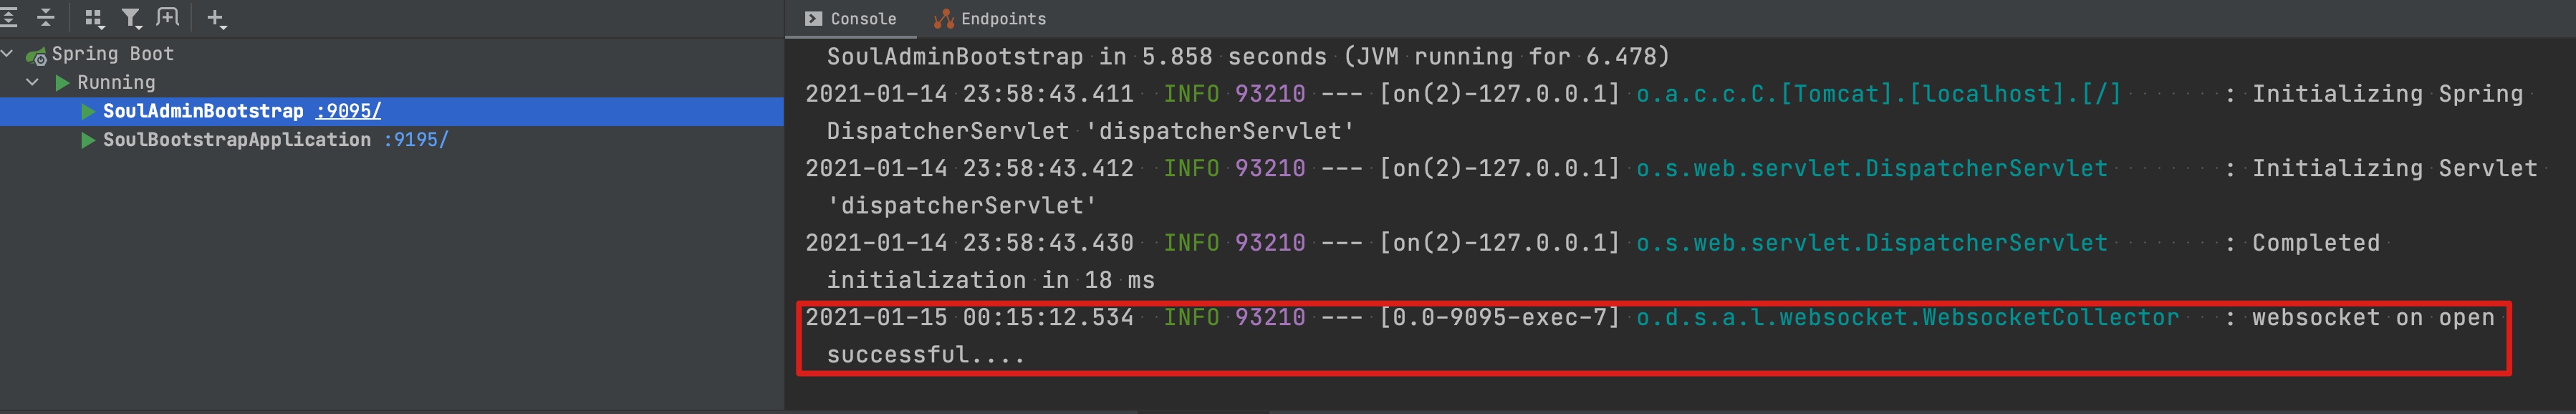 Console
Endpoints
Spring Boot
Running
SoulAdminBootstrap :9095/
SoulBootstrapApplication :9195/
SoulAdminBootstrap in 5.858 seconds (JVM running for 6.478)
2021-01-14 23:58:43.411  INFO 93210 --- [on(2)-127.0.0.1] o.a.c.c.C.[Tomcat].[localhost].[/]       : Initializing Spring
DispatcherServlet 'dispatcherServlet'
2021-01-14 23:58:43.412  INFO 93210 --- [on(2)-127.0.0.1] o.s.web.servlet.DispatcherServlet        : Initializing Servlet
'dispatcherServlet'
2021-01-14 23:58:43.430  INFO 93210 --- [on(2)-127.0.0.1] o.s.web.servlet.DispatcherServlet        : Completed
initialization in 18 ms
2021-01-15 00:15:12.534  INFO 93210 --- [0.0-9095-exec-7] o.d.s.a.l.websocket.WebsocketCollector   : websocket on open
successful....